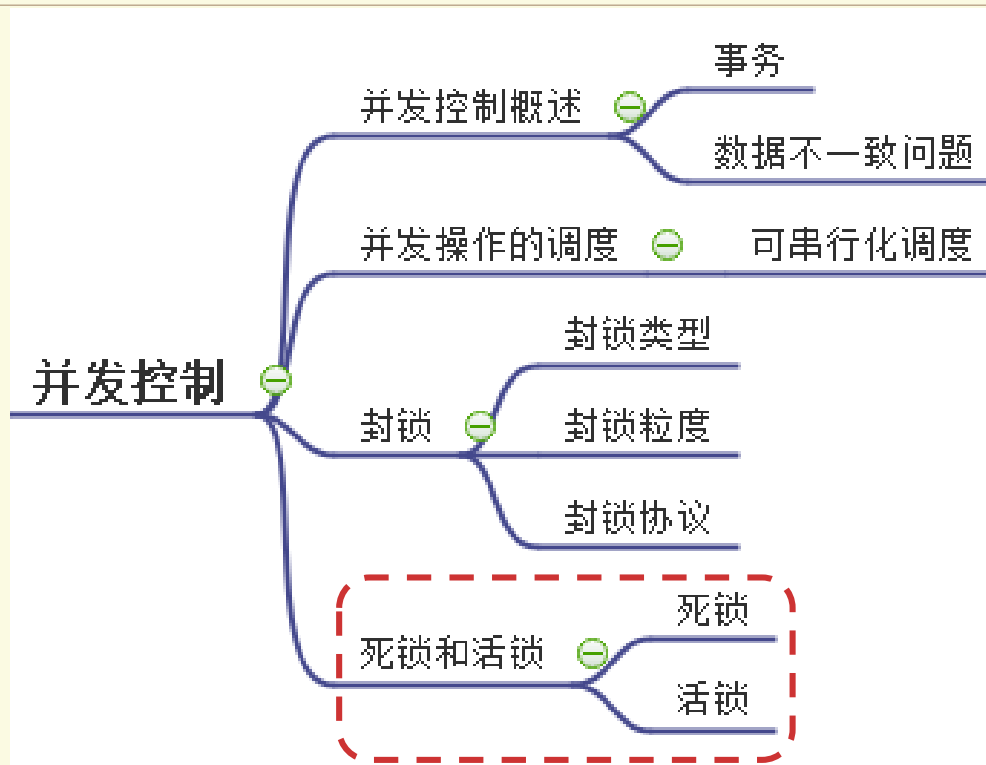 并发控制
并发控制概述
事务
数据不一致问题
并发操作的调度
可串行化调度
封锁
封锁类型
封锁粒度
封锁协议
死锁和活锁
死锁
活锁